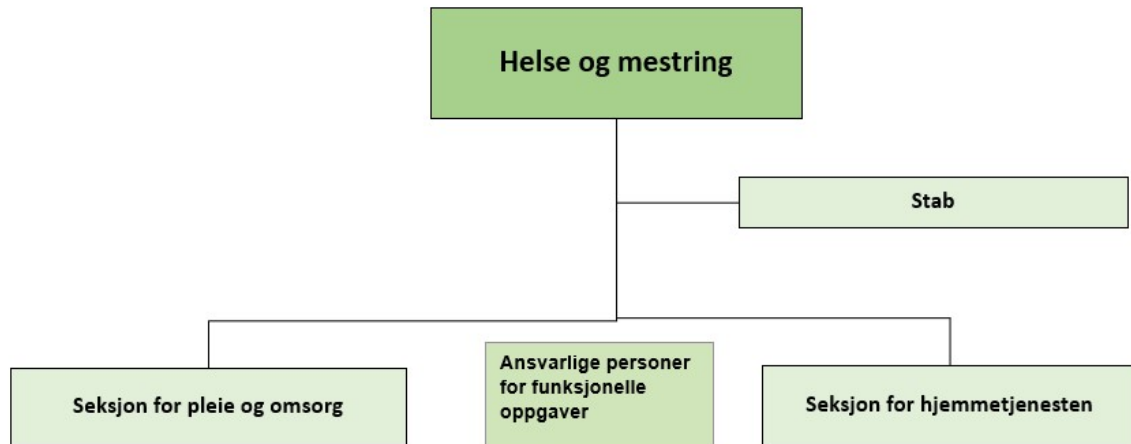 Helse og mestring
Stab
Seksjon for pleie og omsorg
Ansvarlige personer
for funksjonelle
oppgaver
Seksjon for hjemmetjenesten